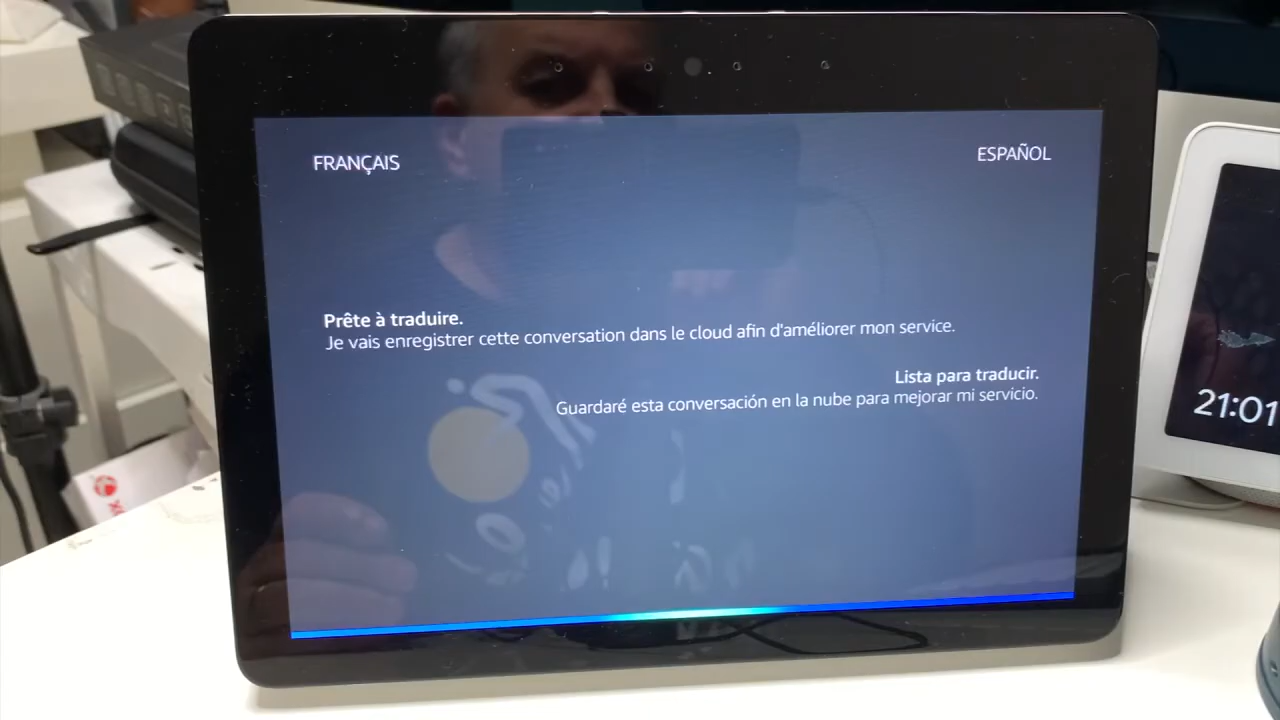 FRANÇAIS
ESPAÑOL
Prête à traduire.
Je vais enregistrer cette conversation dans le cloud afin d'améliorer mon service.
Lista para traducir.
Guardaré esta conversación en la nube para mejorar mi servicio.
21:01